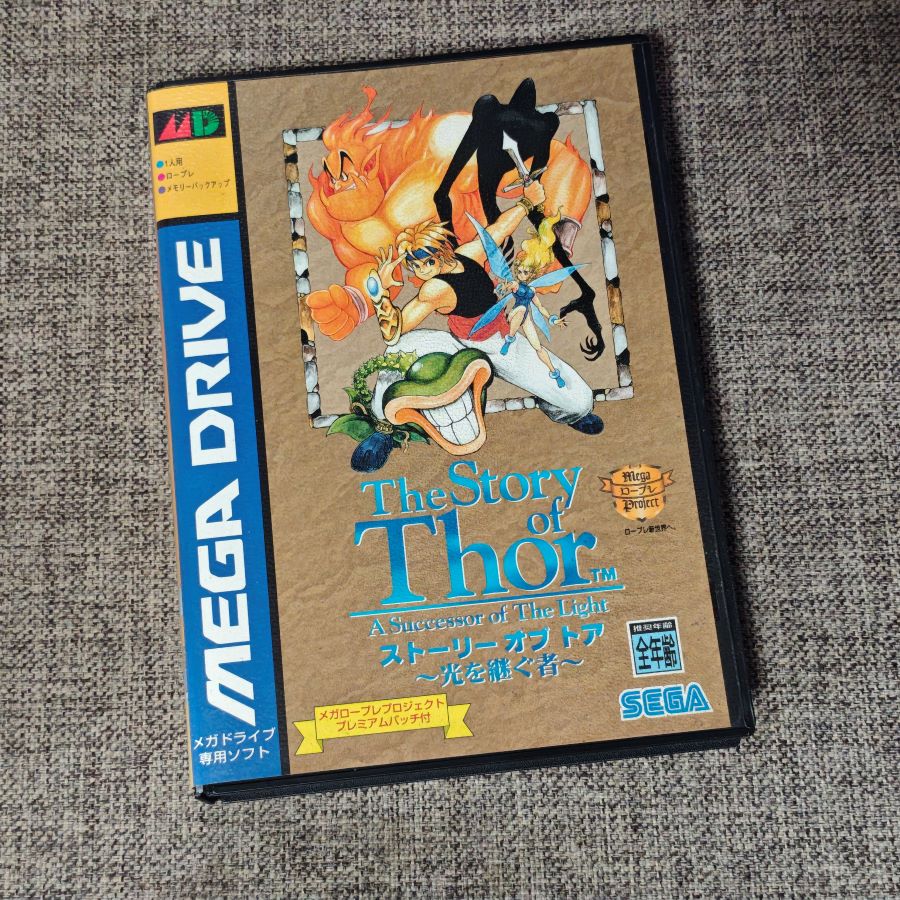 MD
1人用
ロープレ
メモリーバックアップ
MEGA DRIVE
メガドライブ
専用ソフト
The Story
of
Thor™
A Successor of The Light
ストーリー オブ トア
～光を継ぐ者～
Mega
ロープレ
Project
ロープレ新世界へ。
推奨年齢
全年齢
SEGA
メガロープレプロジェクト
プレミアムパッチ付